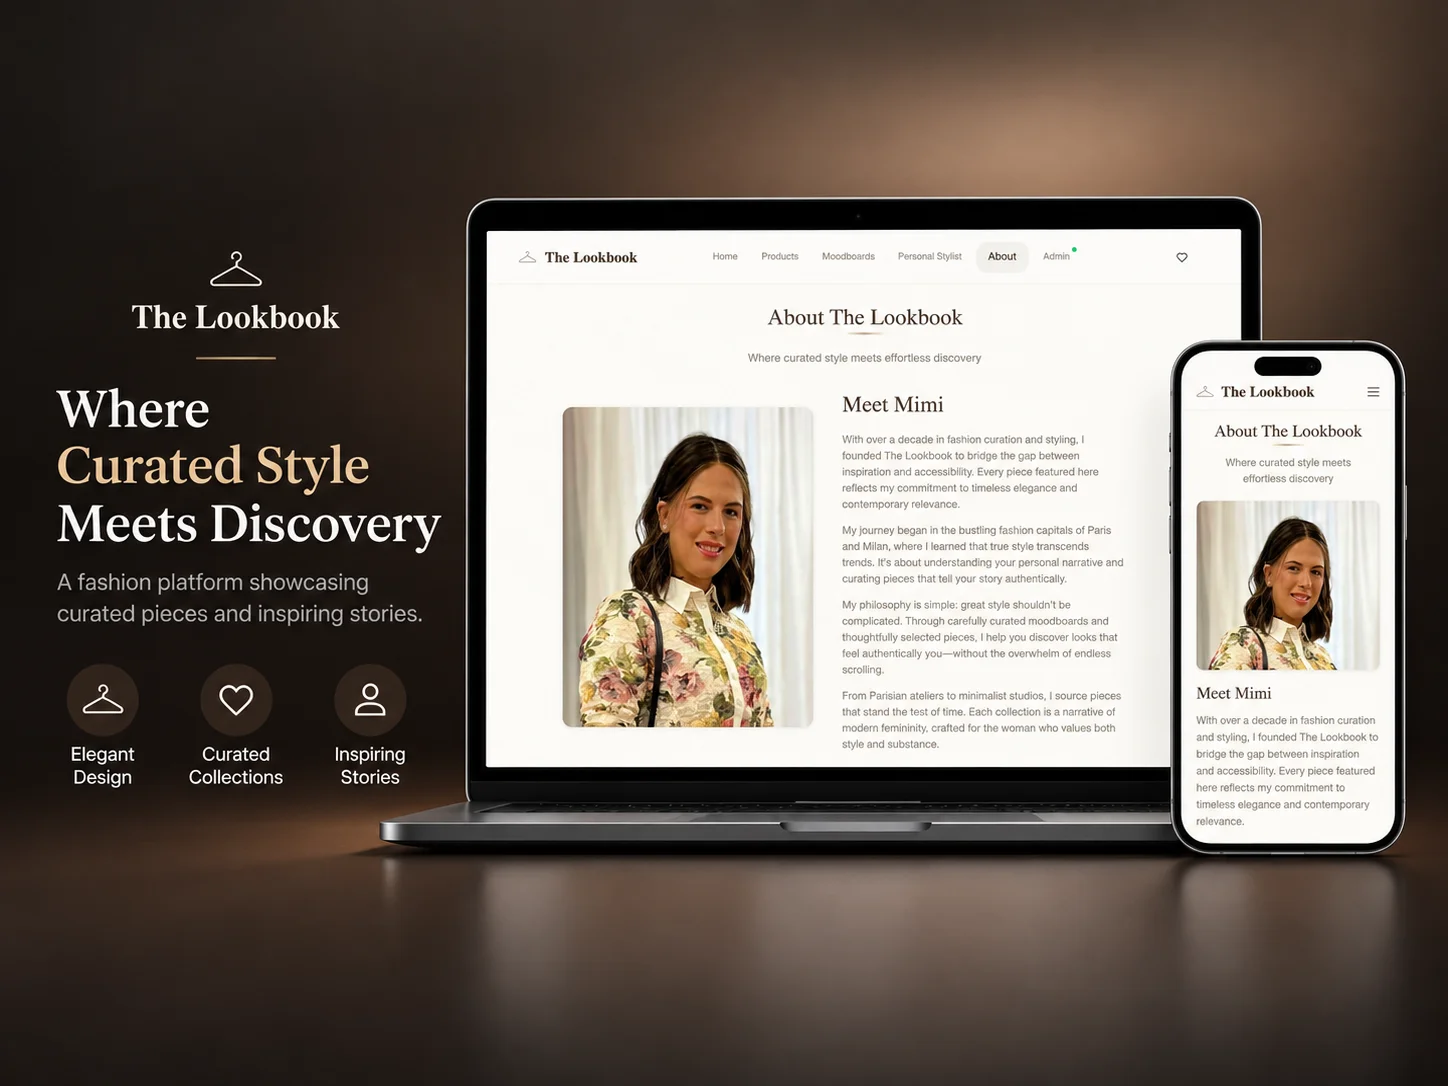 The Lookbook
Where
Curated Style
Meets Discovery
A fashion platform showcasing
curated pieces and inspiring stories.
Elegant
Design
Curated
Collections
Inspiring
Stories
The Lookbook
Home
Products
Moodboards
Personal Stylist
About
Admin
About The Lookbook
Where curated style meets effortless discovery
Meet Mimi
With over a decade in fashion curation and styling, I
founded The Lookbook to bridge the gap between
inspiration and accessibility. Every piece featured here
reflects my commitment to timeless elegance and
contemporary relevance.
My journey began in the bustling fashion capitals of Paris
and Milan, where I learned that true style transcends
trends. It's about understanding your personal narrative and
curating pieces that tell your story authentically.
My philosophy is simple: great style shouldn't be
complicated. Through carefully curated moodboards and
thoughtfully selected pieces, I help you discover looks that
feel authentically you—without the overwhelm of endless
scrolling.
From Parisian ateliers to minimalist studios, I source pieces
that stand the test of time. Each collection is a narrative of
modern femininity, crafted for the woman who values both
style and substance.
The Lookbook
About The Lookbook
Where curated style meets
effortless discovery
Meet Mimi
With over a decade in fashion curation
and styling, I founded The Lookbook to
bridge the gap between inspiration
and accessibility. Every piece featured
here reflects my commitment to
timeless elegance and contemporary
relevance.